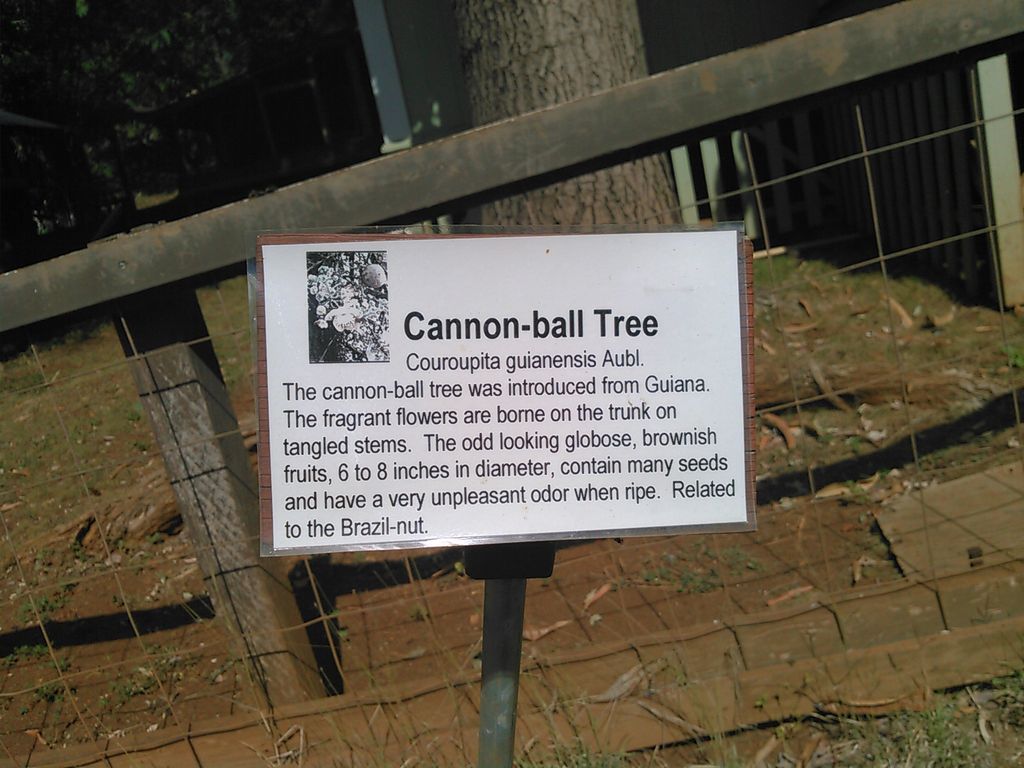 Cannon-ball Tree
Couroupita guianensis Aubl.
The cannon-ball tree was introduced from Guiana.
The fragrant flowers are borne on the trunk on
tangled stems. The odd looking globose, brownish
fruits, 6 to 8 inches in diameter, contain many seeds
and have a very unpleasant odor when ripe. Related
to the Brazil-nut.